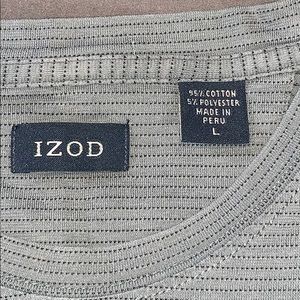 IZOD
95% COTTON
5% POLYESTER
MADE IN
PERU
L